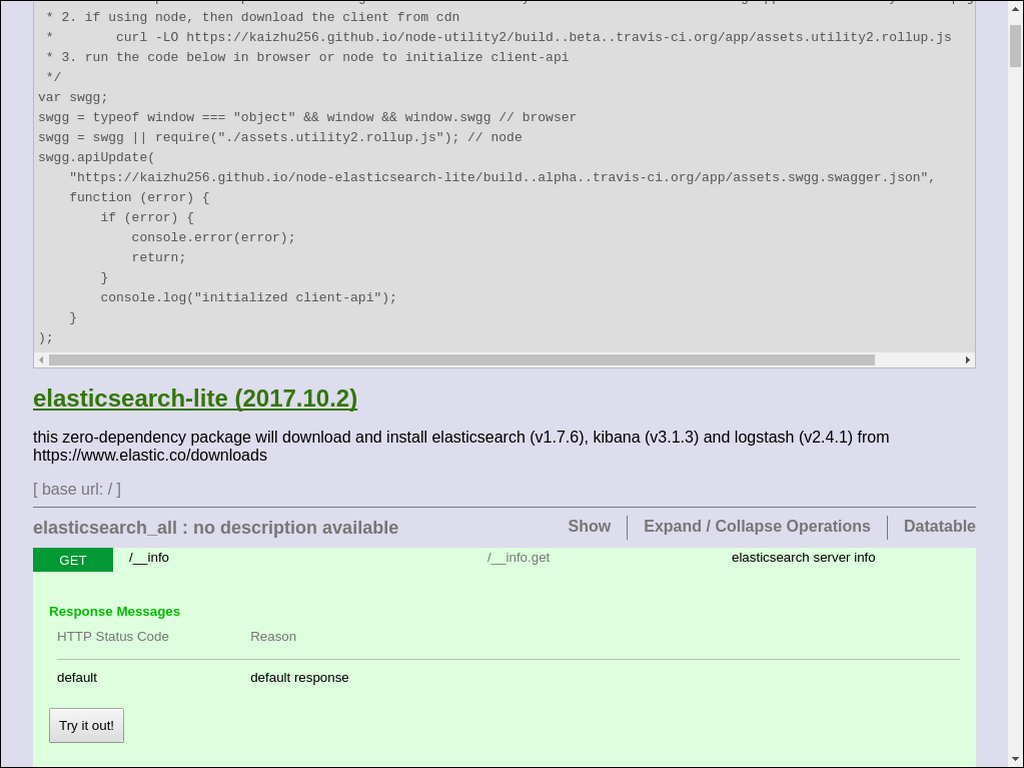 * 2. if using node, then download the client from cdn
 *        curl -LO https://kaizhu256.github.io/node-utility2/build..beta..travis-ci.org/app/assets.utility2.rollup.js
 * 3. run the code below in browser or node to initialize client-api
 */
var swgg;
swgg = typeof window === "object" && window && window.swgg // browser
swgg = swgg || require("./assets.utility2.rollup.js"); // node
swgg.apiUpdate(
    "https://kaizhu256.github.io/node-elasticsearch-lite/build..alpha..travis-ci.org/app/assets.swgg.swagger.json",
    function (error) {
        if (error) {
            console.error(error);
            return;
        }
        console.log("initialized client-api");
    }
);
elasticsearch-lite (2017.10.2)
this zero-dependency package will download and install elasticsearch (v1.7.6), kibana (v3.1.3) and logstash (v2.4.1) from
https://www.elastic.co/downloads
[ base url: / ]
elasticsearch_all : no description available Show Expand / Collapse Operations Datatable
GET /__info /__info.get elasticsearch server info
Response Messages
HTTP Status Code Reason
default default response
Try it out!